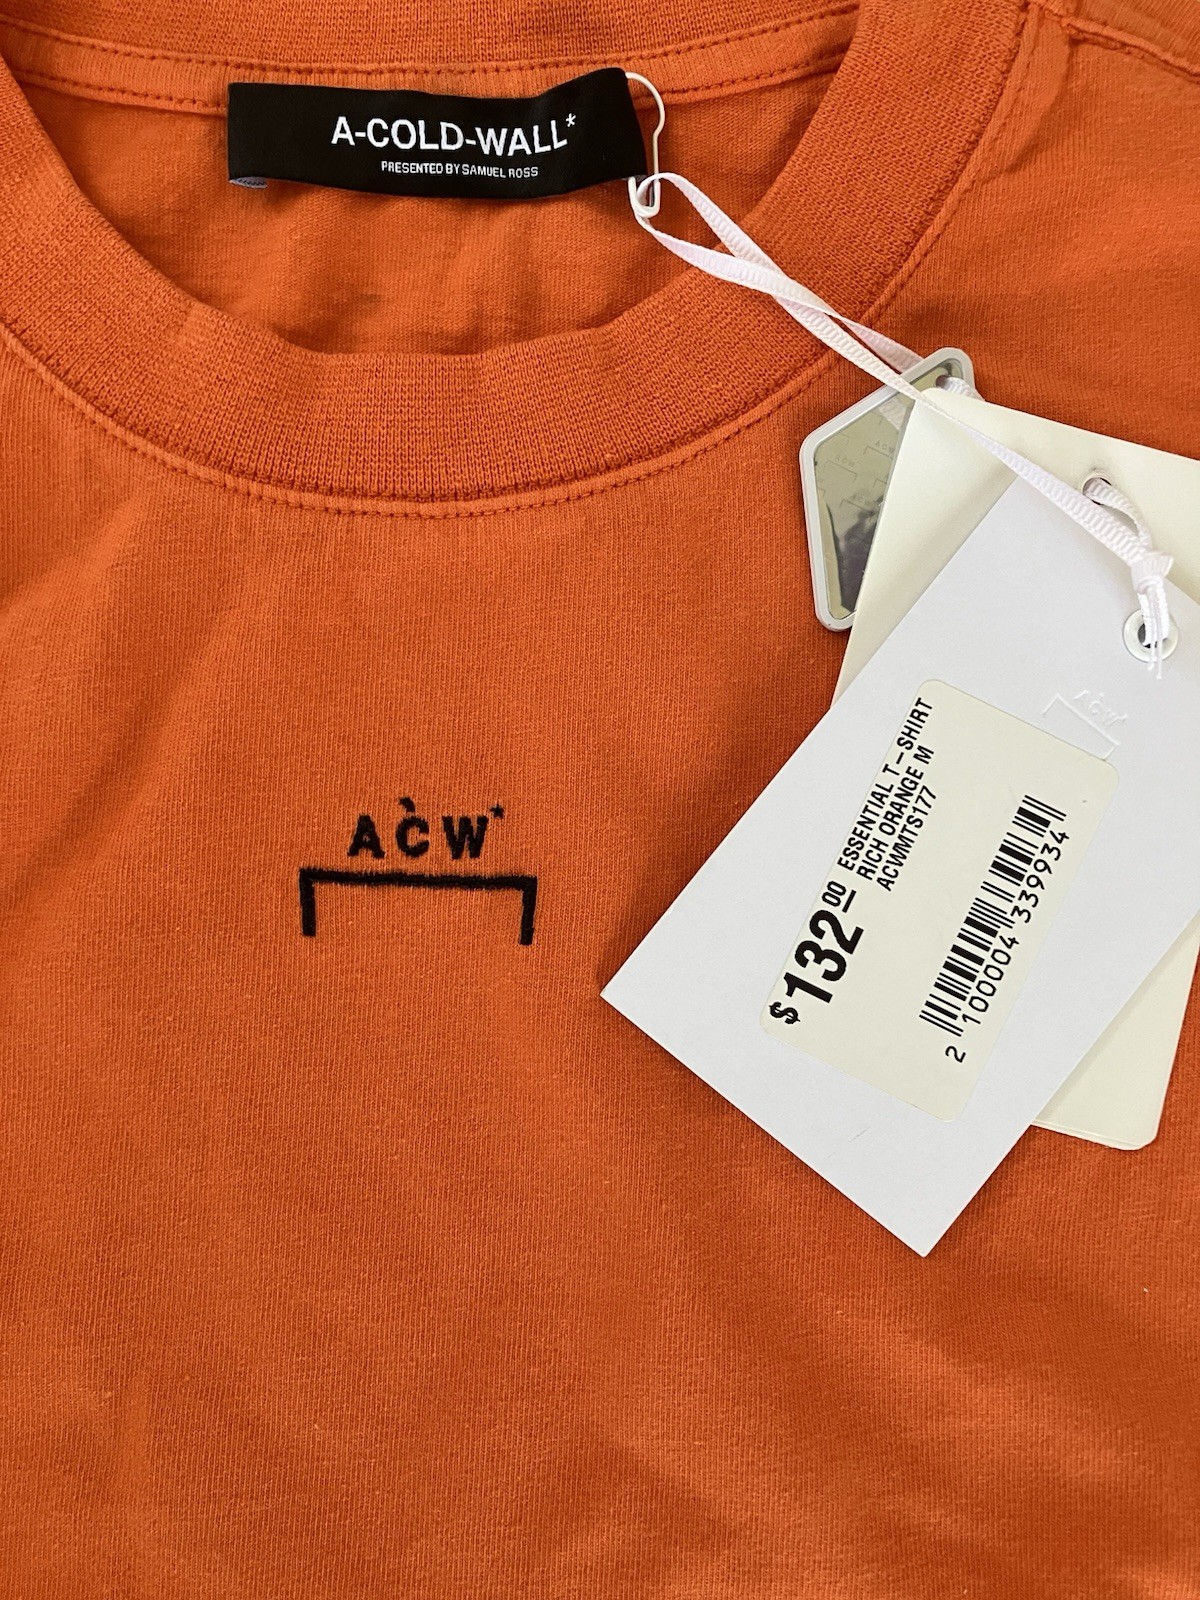 A-COLD-WALL*
PRESENTED BY SAMUEL ROSS
ACW*
ACW*
$132.00
ESSENTIAL T-SHIRT
RICH ORANGE M
ACWMTS177
2 100004 339934